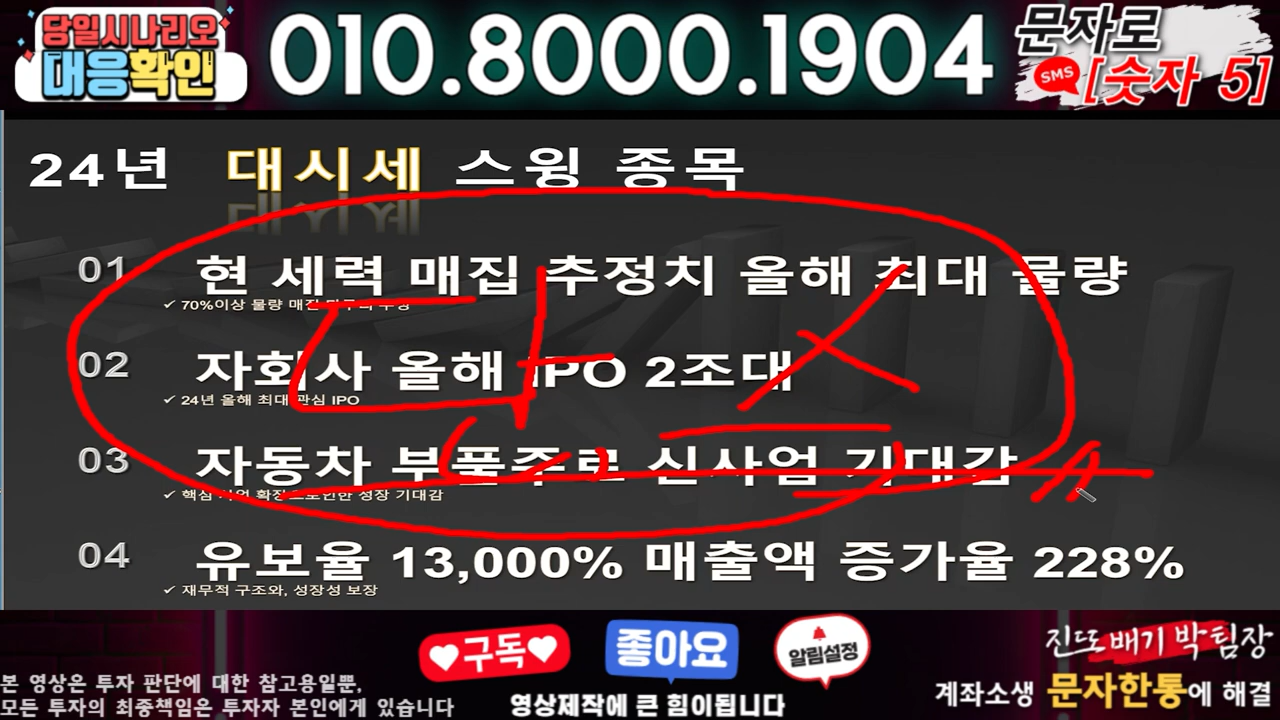 당일시나리오
대응확인
010.8000.1904
문자로
SMS [숫자 5]
24년 대시세 스윙 종목
01 현 세력 매집 추정치 올해 최대 물량
✓ 70%이상 물량 매집
02 자회사 올해 IPO 2조대
✓ 24년 올해 최대 관심 IPO
03 자동차 부품주로 신사업 기대감
✓ 핵심 사업 확장으로인한 성장 기대감
04 유보율 13,000% 매출액 증가율 228%
✓ 재무적 구조와, 성장성 보장
구독
좋아요
알림설정
영상제작에 큰 힘이됩니다
본 영상은 투자 판단에 대한 참고용일뿐,
모든 투자의 최종책임은 투자자 본인에게 있습니다
진또배기 박팀장
계좌소생 문자한통에 해결